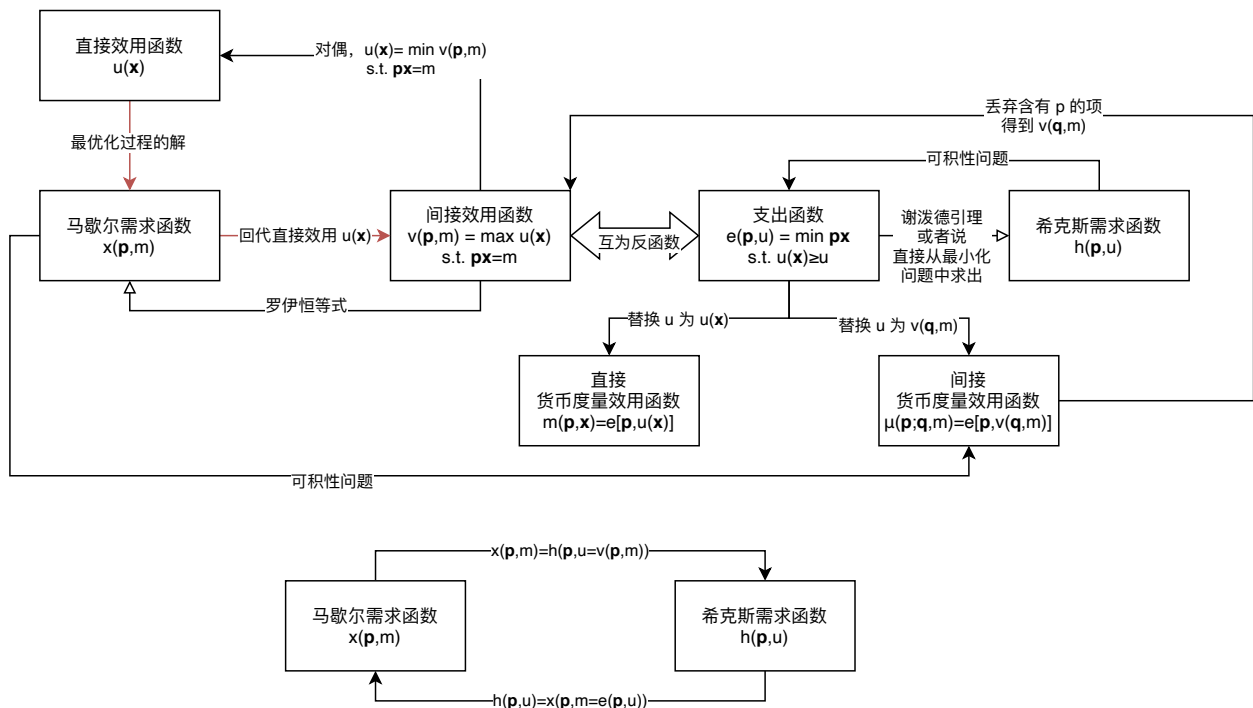 直接效用函数
u(x)
对偶，u(x)= min v(p,m)
s.t. px=m
最优化过程的解
丢弃含有 p 的项
得到 v(q,m)
可积性问题
马歇尔需求函数
x(p,m)
回代直接效用 u(x)
间接效用函数
v(p,m) = max u(x)
s.t. px=m
互为反函数
支出函数
e(p,u) = min px
s.t. u(x)≥u
谢泼德引理
或者说
直接从最小化
问题中求出
希克斯需求函数
h(p,u)
罗伊恒等式
替换 u 为 u(x)
替换 u 为 v(q,m)
直接
货币度量效用函数
m(p,x)=e[p,u(x)]
间接
货币度量效用函数
μ(p;q,m)=e[p,v(q,m)]
可积性问题
x(p,m)=h(p,u=v(p,m))
马歇尔需求函数
x(p,m)
希克斯需求函数
h(p,u)
h(p,u)=x(p,m=e(p,u))